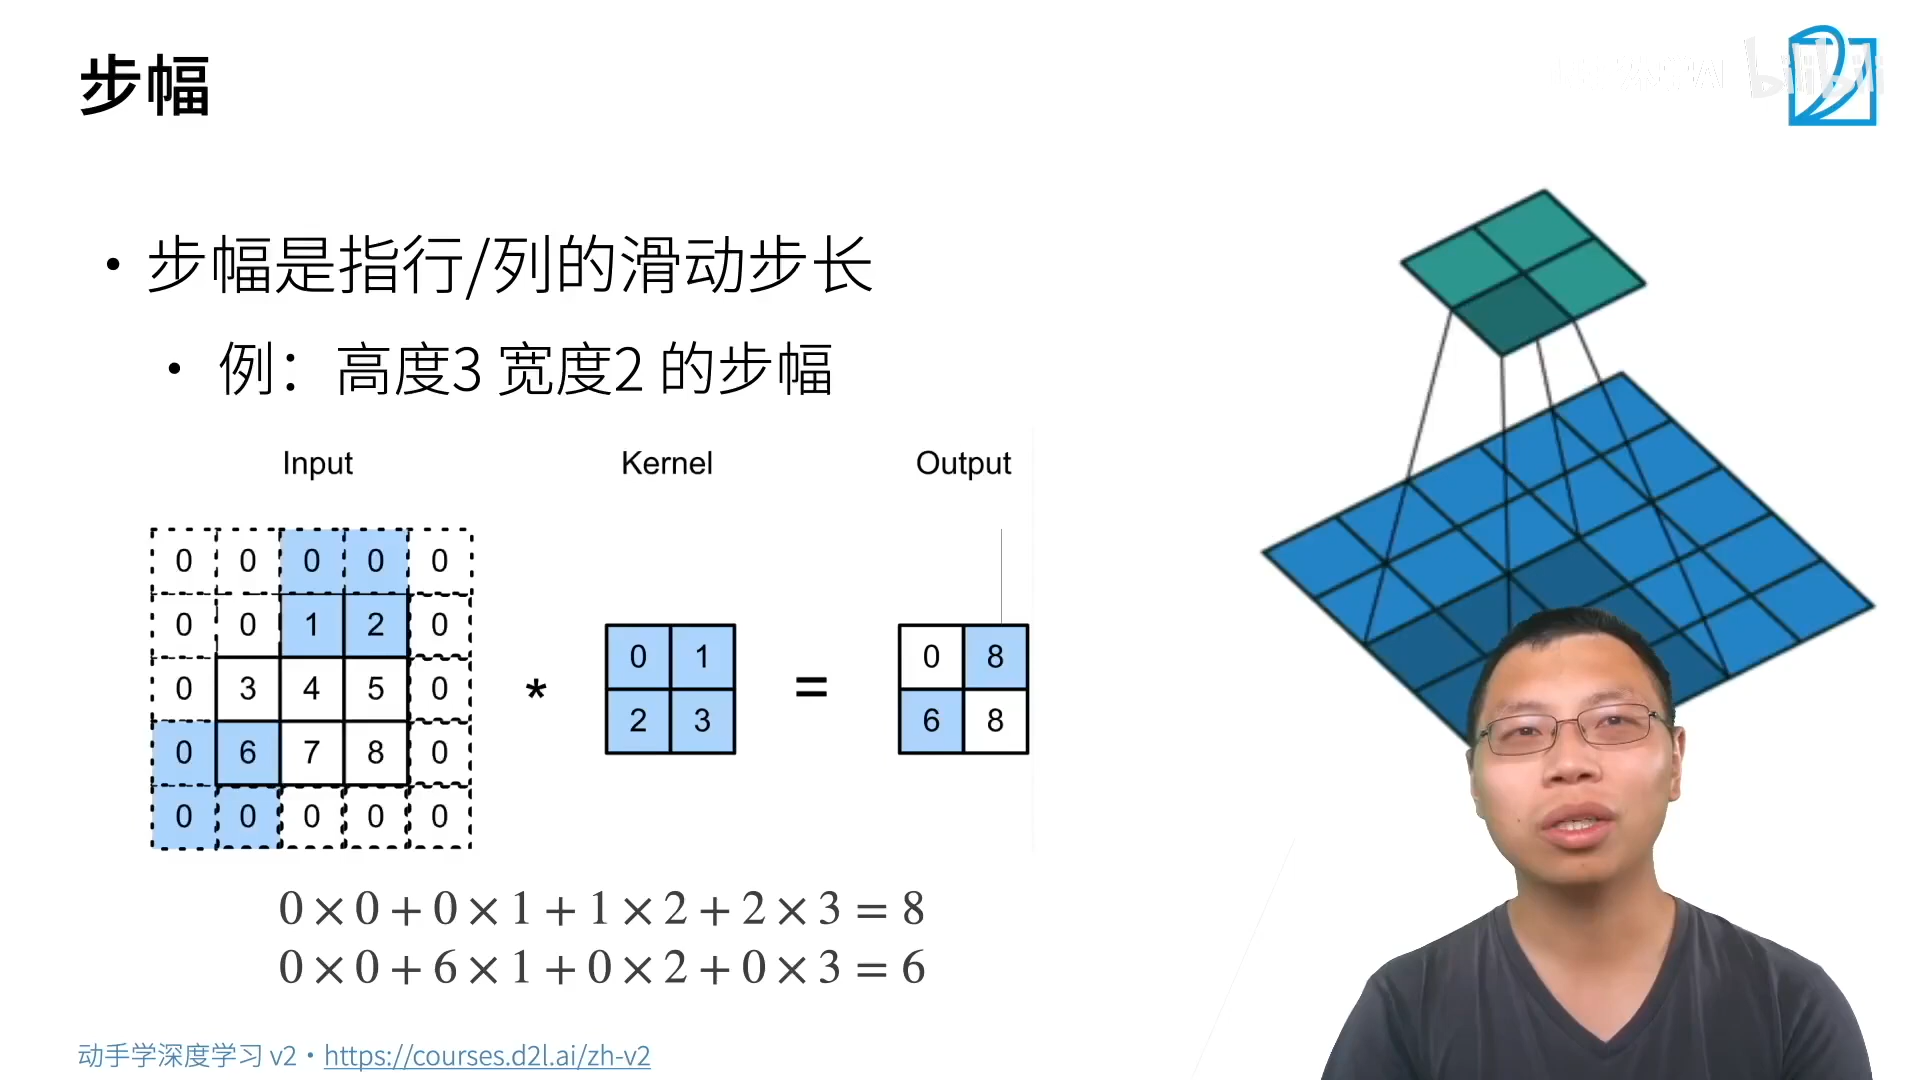 步幅
• 步幅是指行/列的滑动步长
• 例：高度3 宽度2 的步幅
Input Kernel Output
0 0 0 0 0
0 0 1 2 0
0 3 4 5 0
0 6 7 8 0
0 0 0 0 0
*
0 1
2 3
=
0 8
6 8
0 × 0 + 0 × 1 + 1 × 2 + 2 × 3 = 8
0 × 0 + 6 × 1 + 0 × 2 + 0 × 3 = 6
动手学深度学习 v2 • https://courses.d2l.ai/zh-v2
bilibili